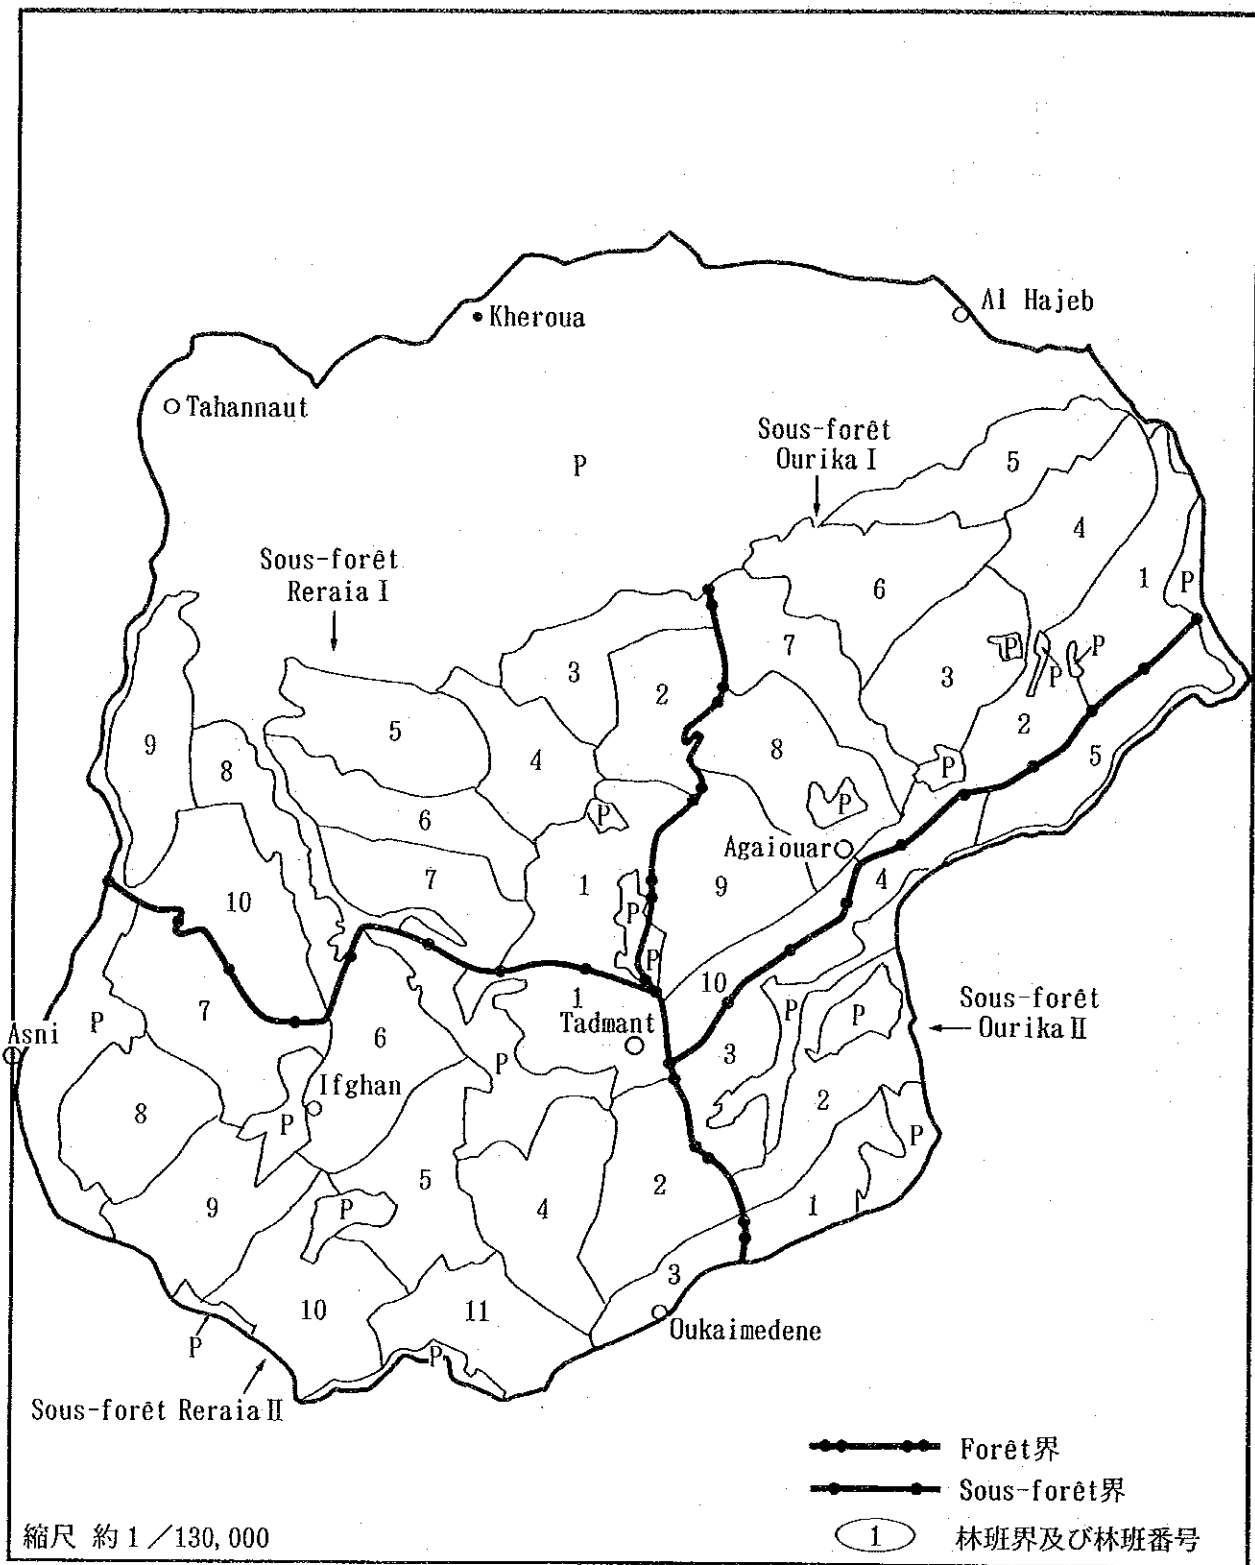 Al Hajeb
Kheroua
Tahannaut
Sous-forêt
Ourika I
5
P
4
Sous-forêt
Reraia I
6
1
P
7
3
P
P
P
3
2
2
5
9
5
8
4
8
P
6
P
P
Agaiouar
7
1
9
4
10
P
P
10
1
P
Sous-forêt
Ourika II
7
P
Asni
6
Tadmant
P
3
P
Ifghan
8
P
2
P
5
2
9
P
4
1
3
10
11
Oukaimedene
P
P
Sous-forêt Reraia II
Forêt界
Sous-forêt界
縮尺 約1/130,000
1 林班界及び林班番号